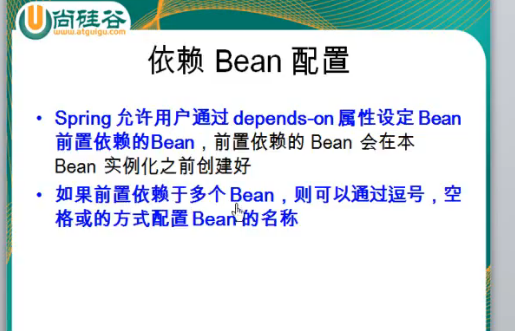 尚硅谷
www.atguigu.com
依赖 Bean 配置
• Spring 允许用户通过 depends-on 属性设定 Bean
前置依赖的Bean，前置依赖的 Bean 会在本
Bean 实例化之前创建好
• 如果前置依赖于多个 Bean，则可以通过逗号，空
格或的方式配置 Bean 的名称